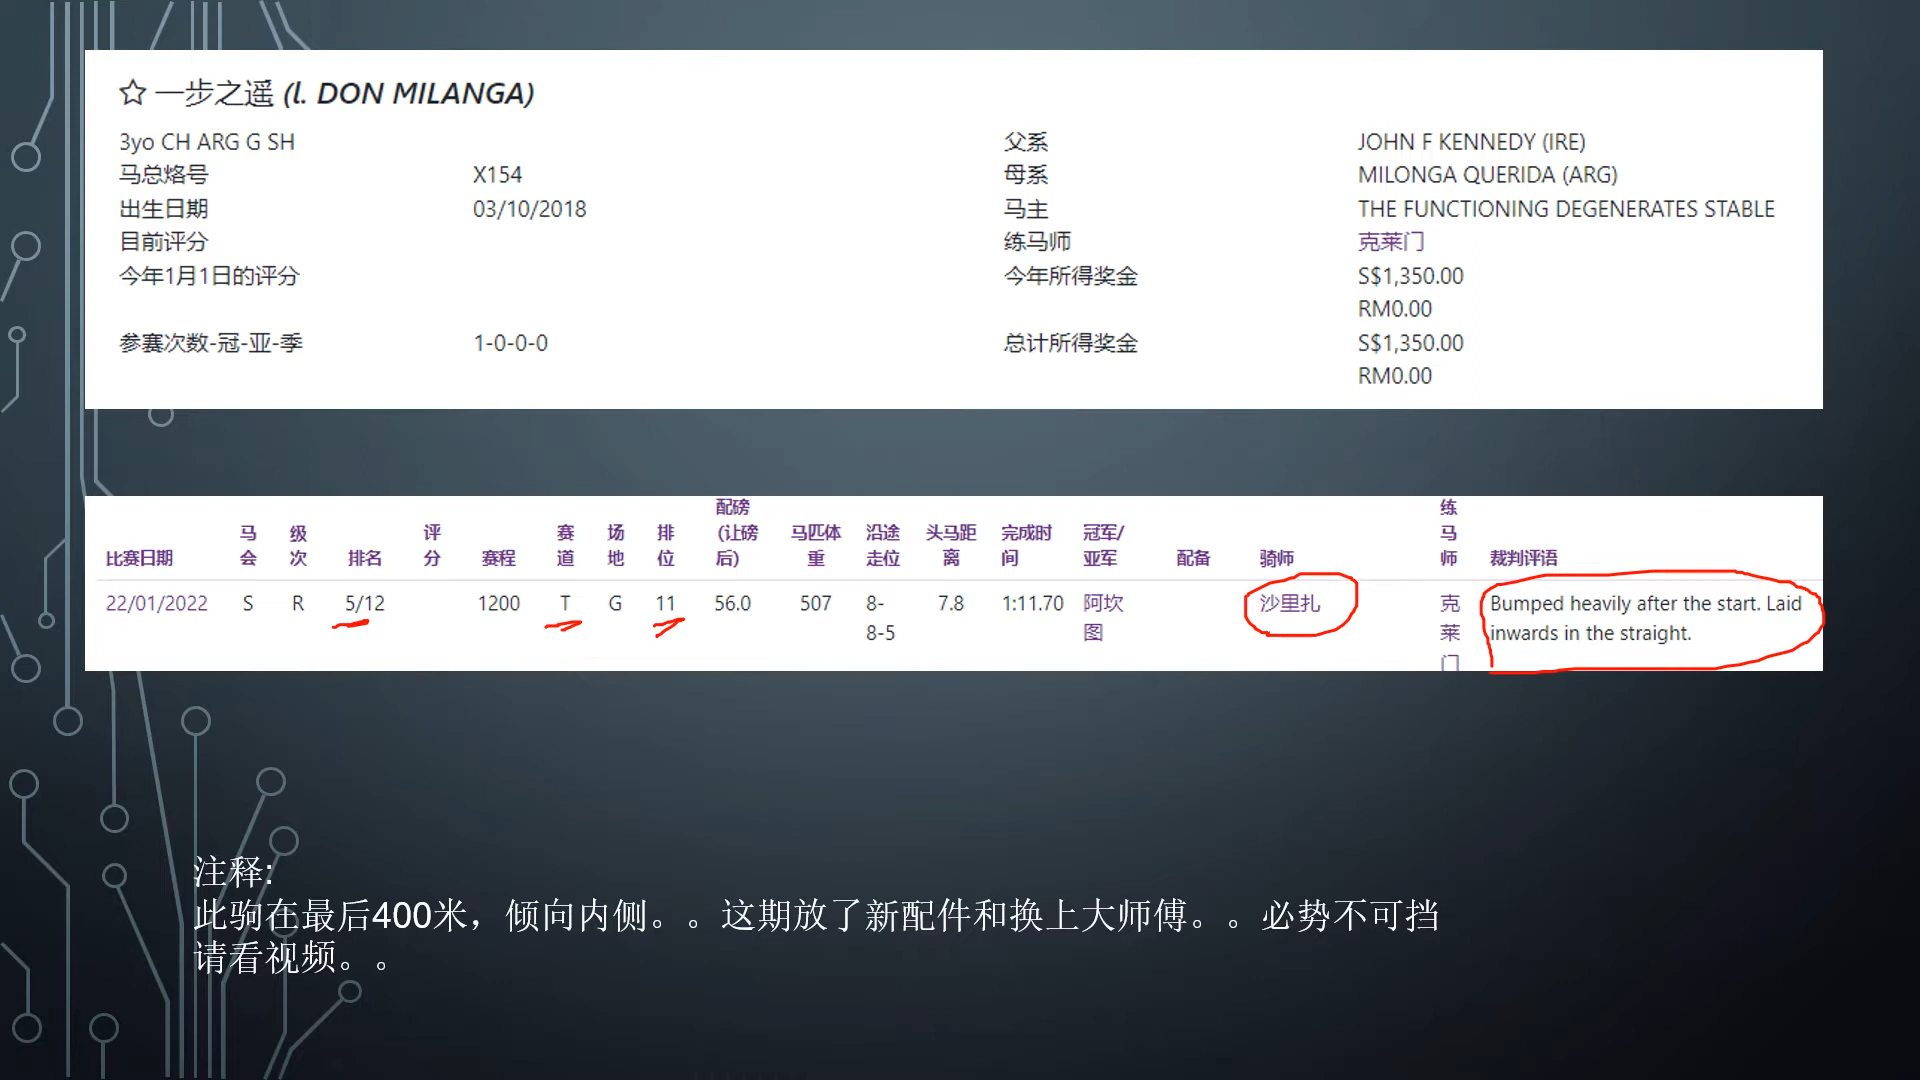 ☆ 一步之遥 (l. DON MILANGA)
3yo CH ARG G SH 父系 JOHN F KENNEDY (IRE)
马总烙号 X154 母系 MILONGA QUERIDA (ARG)
出生日期 03/10/2018 马主 THE FUNCTIONING DEGENERATES STABLE
目前评分 练马师 克莱门
今年1月1日的评分 今年所得奖金 S$1,350.00
RM0.00
参赛次数-冠-亚-季 1-0-0-0 总计所得奖金 S$1,350.00
RM0.00
比赛日期 马会 级次 排名 评分 赛程 赛道 场地 排位 配磅(让磅后) 马匹体重 沿途走位 头马距离 完成时间 冠军/亚军 配备 骑师 练马师 裁判评语
22/01/2022 S R 5/12 1200 T G 11 56.0 507 8-8-5 7.8 1:11.70 阿坎图 沙里扎 克莱门 Bumped heavily after the start. Laid inwards in the straight.
注释:
此驹在最后400米，倾向内侧。。这期放了新配件和换上大师傅。。必势不可挡
请看视频。。